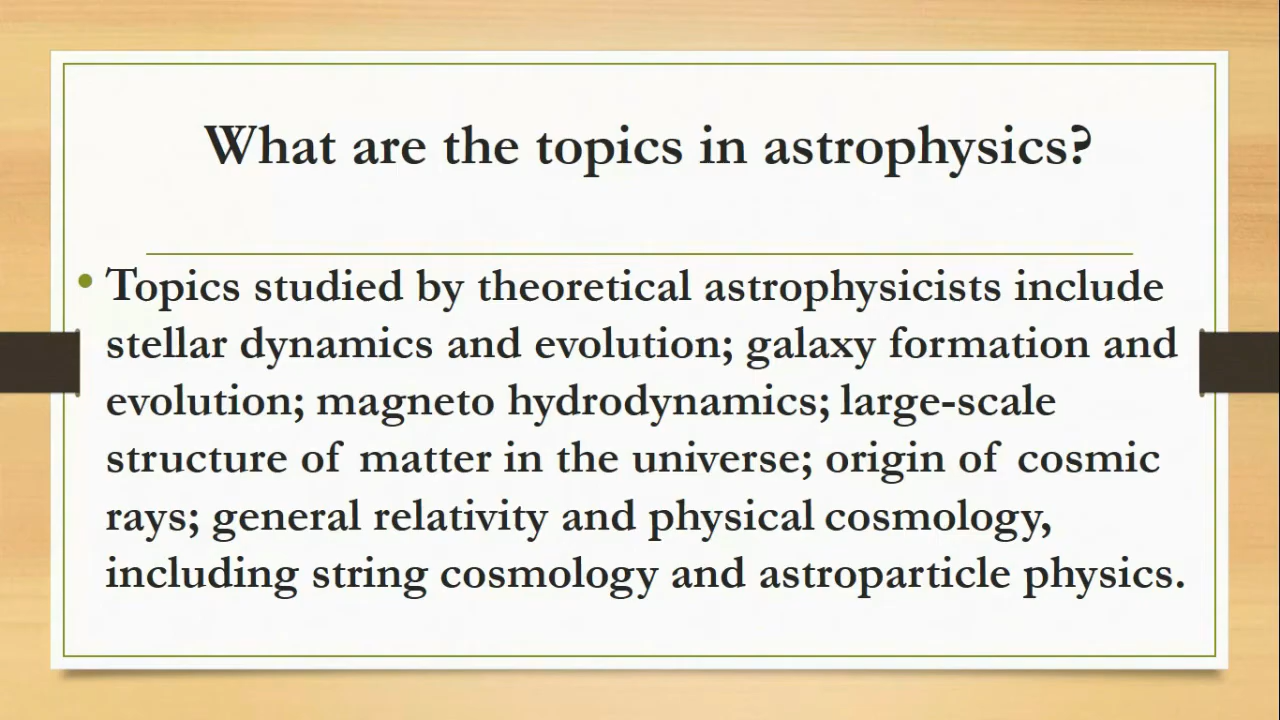 What are the topics in astrophysics?
• Topics studied by theoretical astrophysicists include
stellar dynamics and evolution; galaxy formation and
evolution; magneto hydrodynamics; large-scale
structure of matter in the universe; origin of cosmic
rays; general relativity and physical cosmology,
including string cosmology and astroparticle physics.